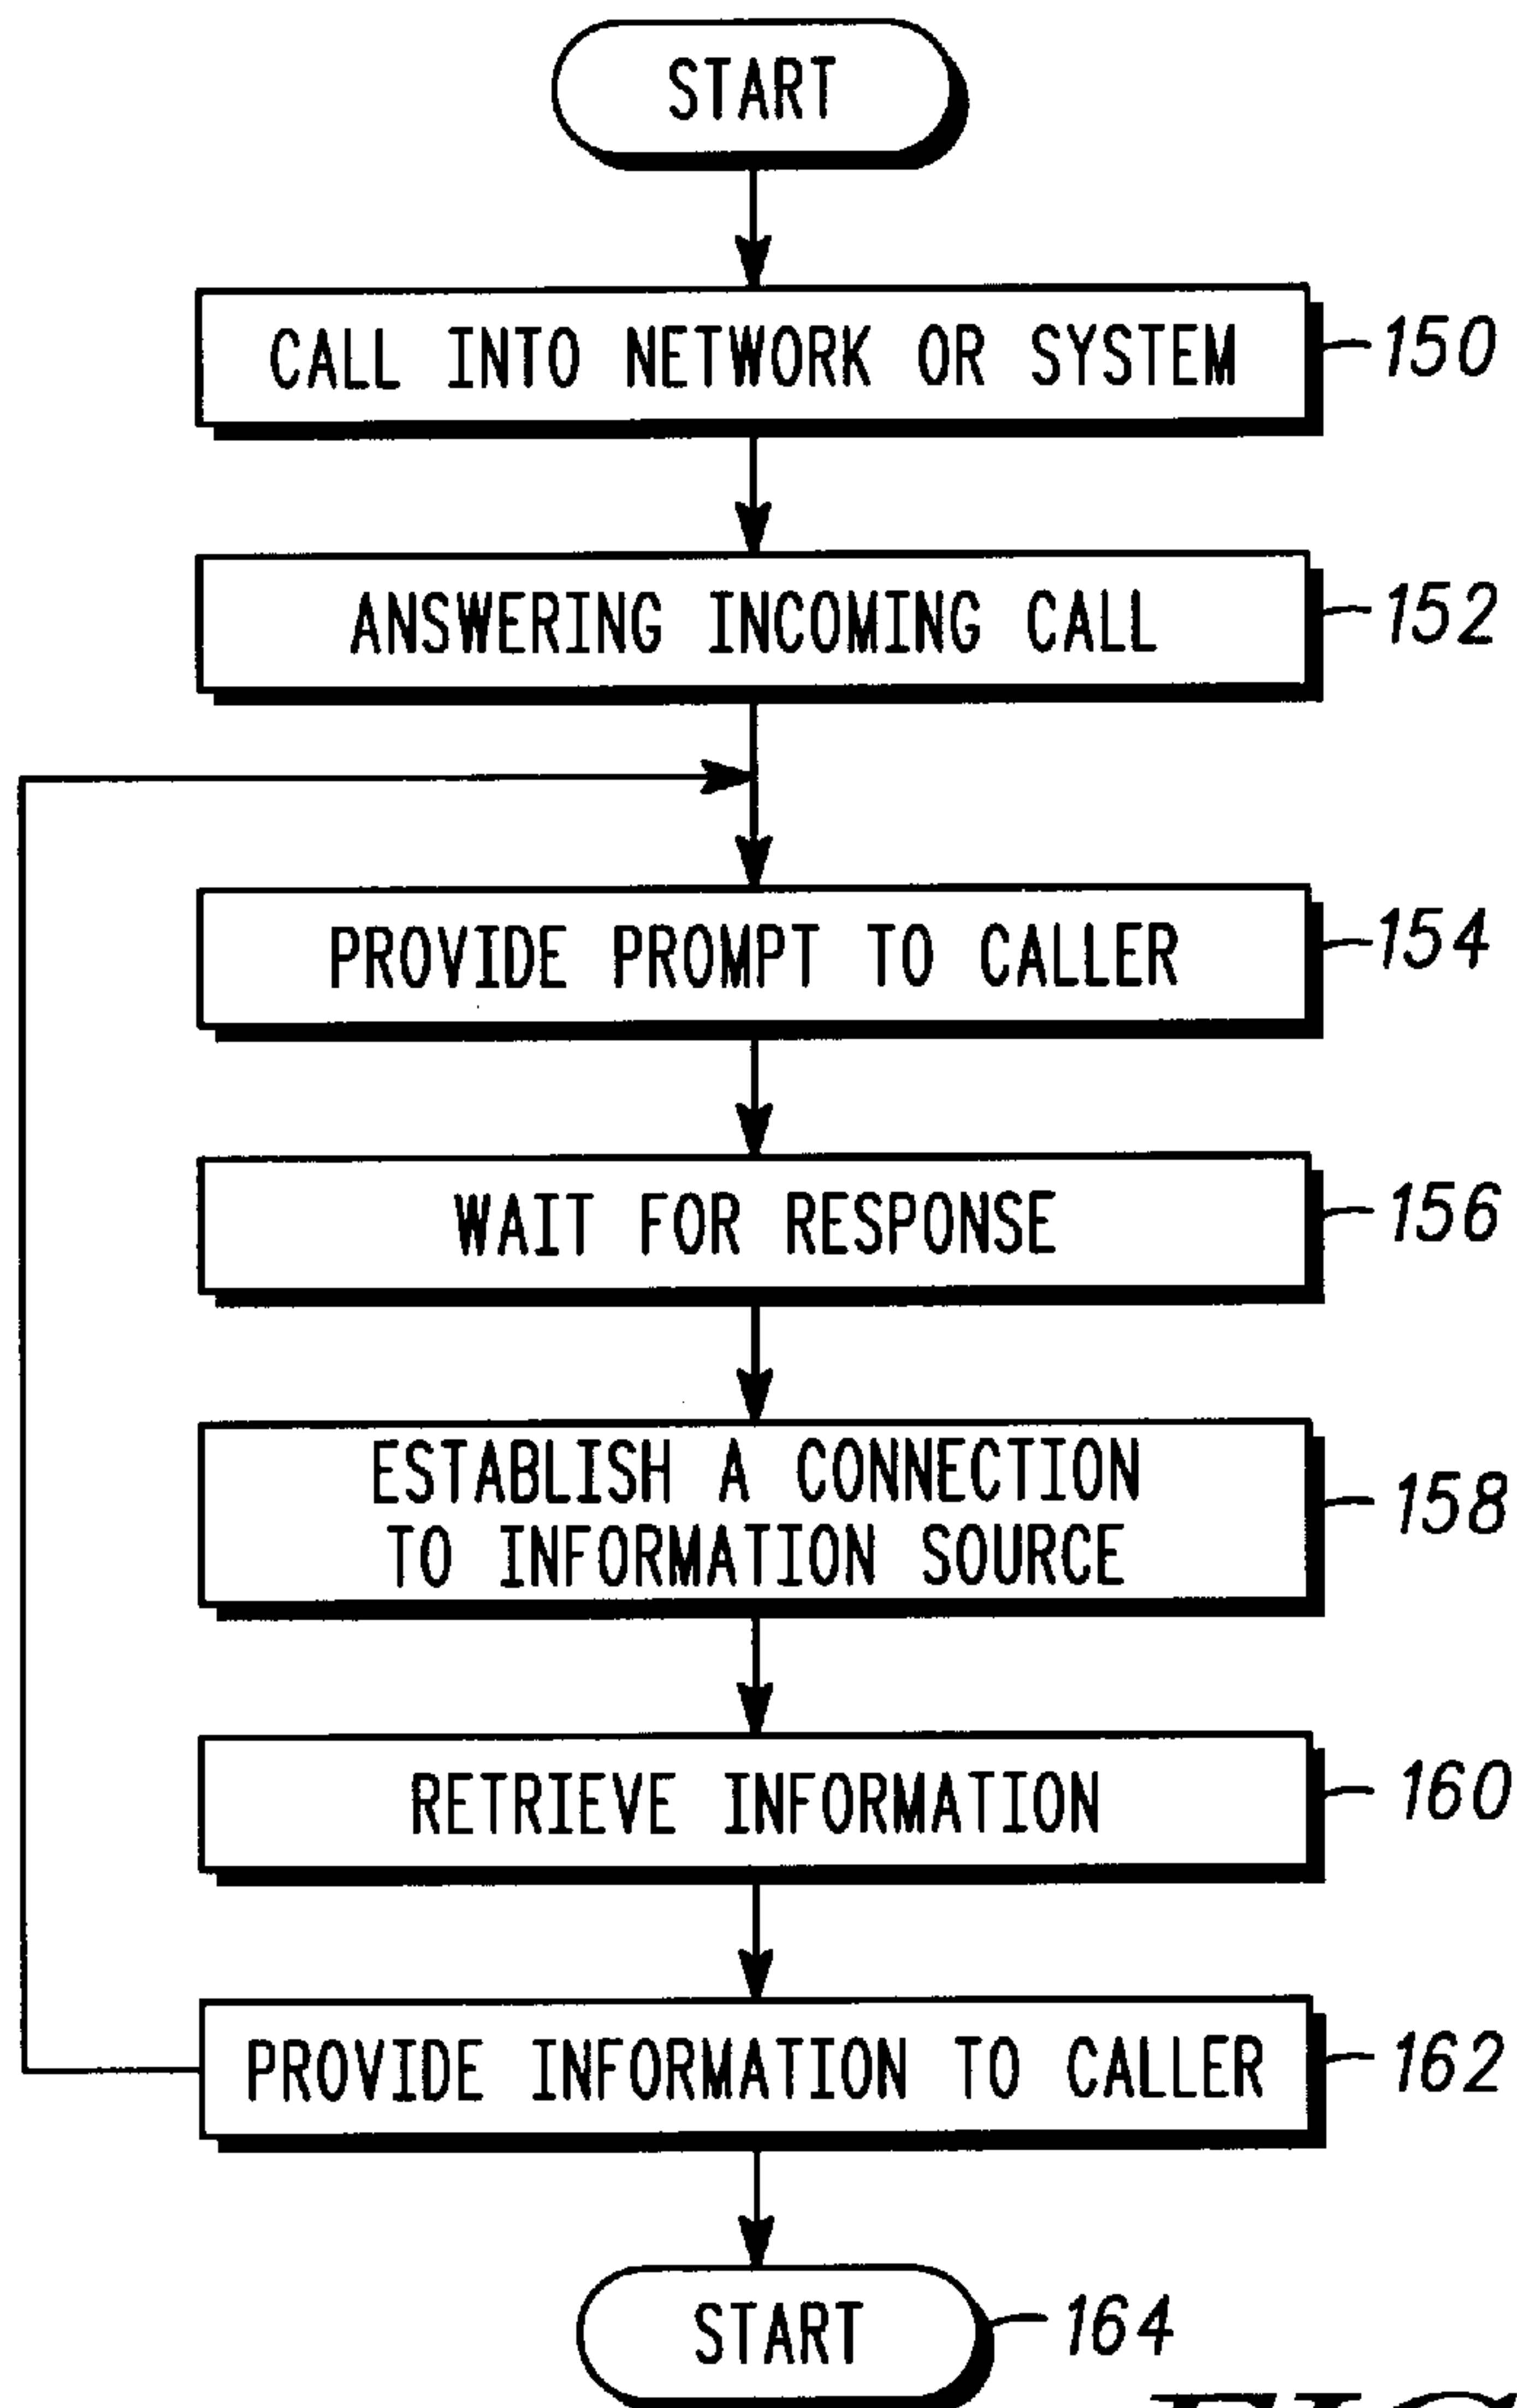 START
CALL INTO NETWORK OR SYSTEM
150
ANSWERING INCOMING CALL
152
PROVIDE PROMPT TO CALLER
154
WAIT FOR RESPONSE
156
ESTABLISH A CONNECTION
TO INFORMATION SOURCE
158
RETRIEVE INFORMATION
160
PROVIDE INFORMATION TO CALLER
162
START
164